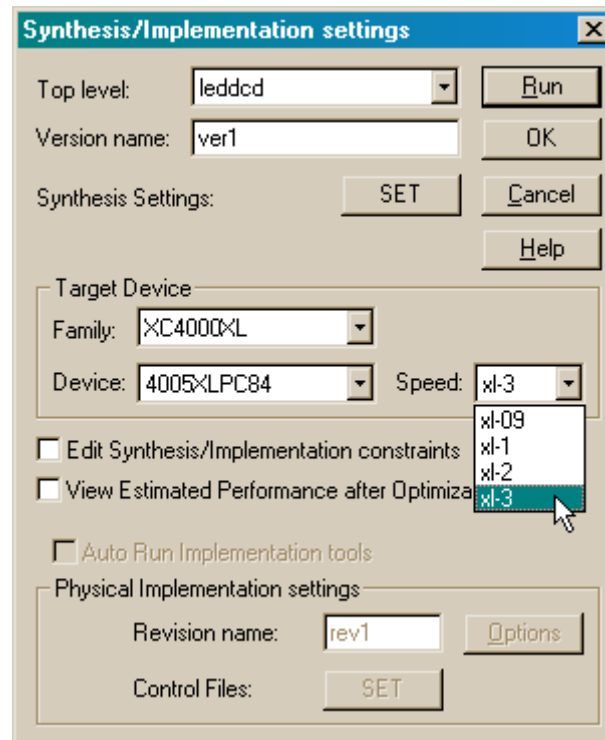 Synthesis/Implementation settings
Top level: leddcd Run
Version name: ver1 OK
Synthesis Settings: SET Cancel
Help
Target Device
Family: XC4000XL
Device: 4005XLPC84 Speed: xl-3
xl-09
Edit Synthesis/Implementation constraints xl-1
xl-2
View Estimated Performance after Optimiza xl-3
Auto Run Implementation tools
Physical Implementation settings
Revision name: rev1 Options
Control Files: SET